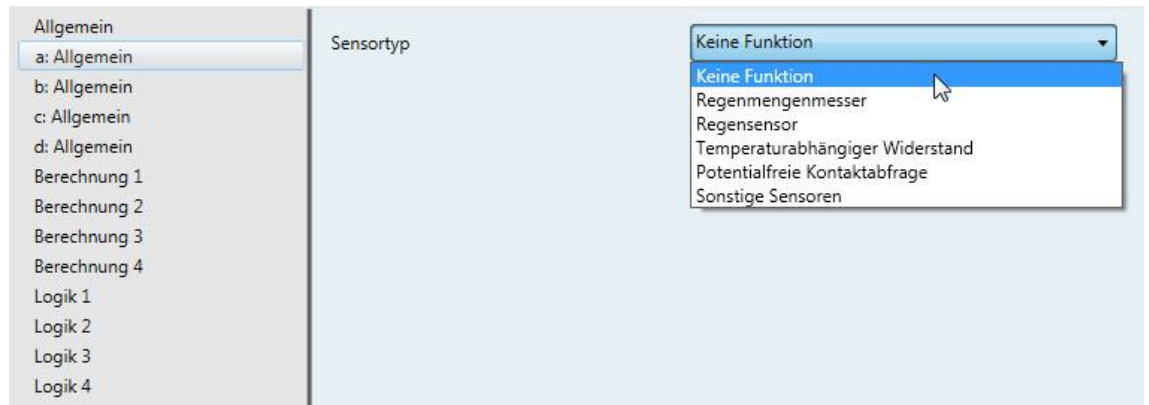 Allgemein
a: Allgemein
b: Allgemein
c: Allgemein
d: Allgemein
Berechnung 1
Berechnung 2
Berechnung 3
Berechnung 4
Logik 1
Logik 2
Logik 3
Logik 4
Sensortyp
Keine Funktion
Keine Funktion
Regenmengenmesser
Regensensor
Temperaturabhängiger Widerstand
Potentialfreie Kontaktabfrage
Sonstige Sensoren